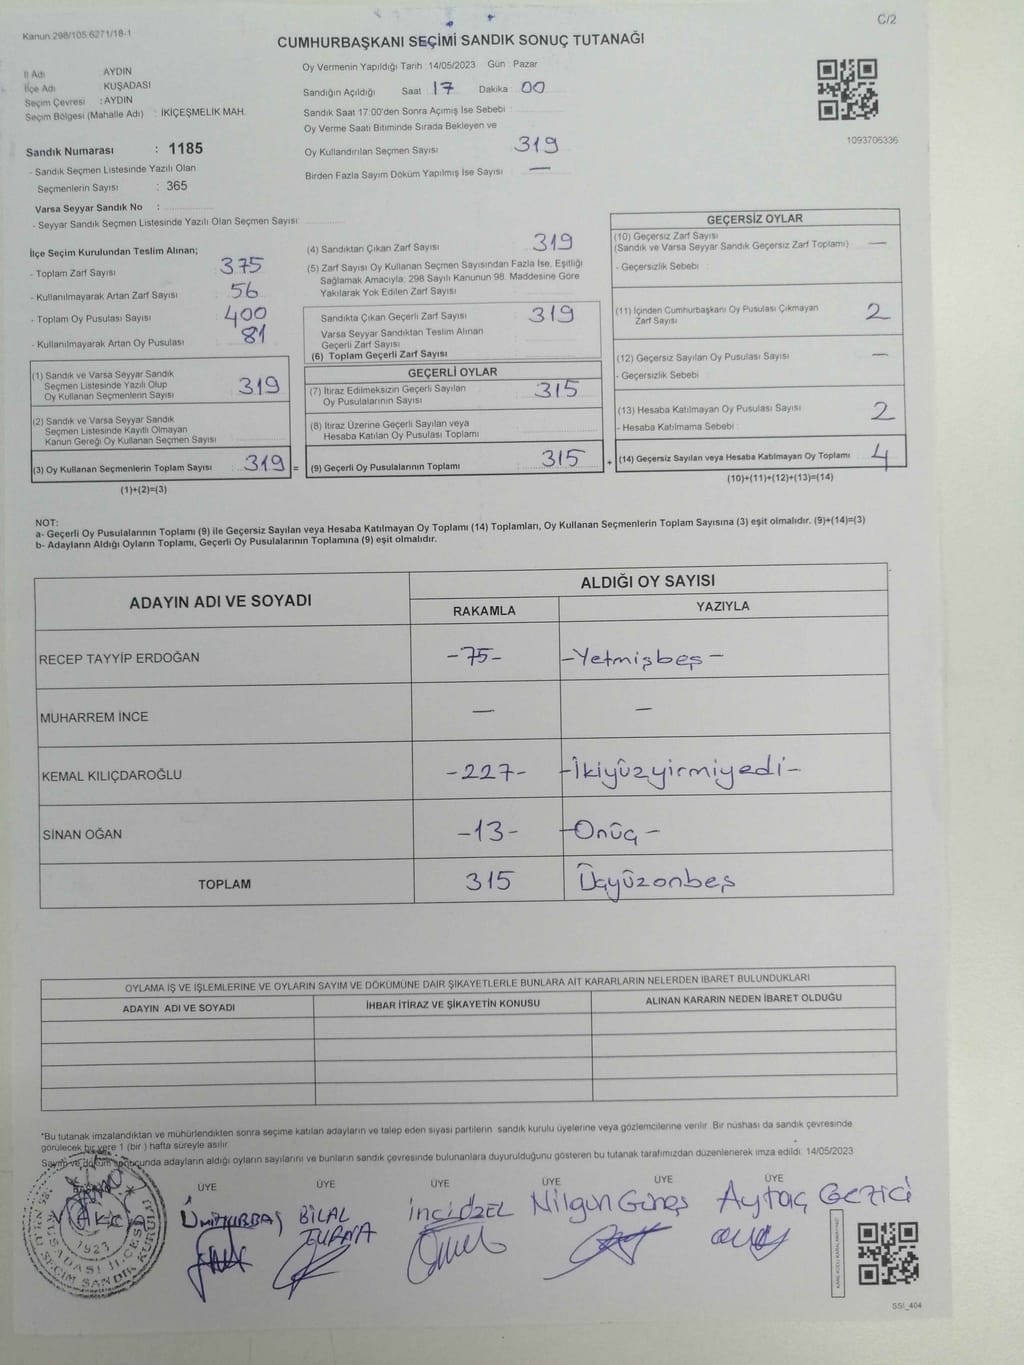 C/2
Kanun 298/105.6271/18-1
CUMHURBAŞKANI SEÇİMİ SANDIK SONUÇ TUTANAĞI
İl Adı AYDIN
İlçe Adı KUŞADASI
Seçim Çevresi : AYDIN
Seçim Bölgesi (Mahalle Adı) : İKİÇEŞMELİK MAH.
Oy Vermenin Yapıldığı Tarih 14/05/2023 Gün : Pazar
Sandığın Açıldığı Saat 17 Dakika 00
Sandık Saat 17:00'den Sonra Açımış İse Sebebi
Oy Verme Saati Bitiminde Sırada Bekleyen ve
Oy Kullandırılan Seçmen Sayısı 319
Birden Fazla Sayım Döküm Yapılmış İse Sayısı —
1093706336
Sandık Numarası : 1185
- Sandık Seçmen Listesinde Yazılı Olan
Seçmenlerin Sayısı : 365
Varsa Seyyar Sandık No :
- Seyyar Sandık Seçmen Listesinde Yazılı Olan Seçmen Sayısı:
İlçe Seçim Kurulundan Teslim Alınan;
- Toplam Zarf Sayısı : 375
- Kullanılmayarak Artan Zarf Sayısı : 56
- Toplam Oy Pusulası Sayısı : 400
- Kullanılmayarak Artan Oy Pusulası : 81
(1) Sandık ve Varsa Seyyar Sandık
Seçmen Listesinde Yazılı Olup
Oy Kullanan Seçmenlerin Sayısı : 319
(2) Sandık ve Varsa Seyyar Sandık
Seçmen Listesinde Kayıtlı Olmayan
Kanun Gereği Oy Kullanan Seçmen Sayısı :
(3) Oy Kullanan Seçmenlerin Toplam Sayısı : 319 =
(1)+(2)=(3)
(4) Sandıktan Çıkan Zarf Sayısı : 319
(5) Zarf Sayısı Oy Kullanan Seçmen Sayısından Fazla İse, Eşitliği
Sağlamak Amacıyla; 298 Sayılı Kanunun 98. Maddesine Göre
Yakılarak Yok Edilen Zarf Sayısı :
Sandıkta Çıkan Geçerli Zarf Sayısı : 319
Varsa Seyyar Sandıktan Teslim Alınan
Geçerli Zarf Sayısı :
(6) Toplam Geçerli Zarf Sayısı :
GEÇERLİ OYLAR
(7) İtiraz Edilmeksizin Geçerli Sayılan
Oy Pusulalarının Sayısı : 315
(8) İtiraz Üzerine Geçerli Sayılan veya
Hesaba Katılan Oy Pusulası Toplamı :
(9) Geçerli Oy Pusulalarının Toplamı : 315 +
GEÇERSİZ OYLAR
(10) Geçersiz Zarf Sayısı
(Sandık ve Varsa Seyyar Sandık Geçersiz Zarf Toplamı) : —
- Geçersizlik Sebebi :
(11) İçinden Cumhurbaşkanı Oy Pusulası Çıkmayan
Zarf Sayısı : 2
(12) Geçersiz Sayılan Oy Pusulası Sayısı : —
- Geçersizlik Sebebi :
(13) Hesaba Katılmayan Oy Pusulası Sayısı : 2
- Hesaba Katılmama Sebebi :
(14) Geçersiz Sayılan veya Hesaba Katılmayan Oy Toplamı : 4
(10)+(11)+(12)+(13)=(14)
NOT:
a- Geçerli Oy Pusulalarının Toplamı (9) ile Geçersiz Sayılan veya Hesaba Katılmayan Oy Toplamı (14) Toplamları, Oy Kullanan Seçmenlerin Toplam Sayısına (3) eşit olmalıdır. (9)+(14)=(3)
b- Adayların Aldığı Oyların Toplamı, Geçerli Oy Pusulalarının Toplamına (9) eşit olmalıdır.
ADAYIN ADI VE SOYADI ALDIĞI OY SAYISI
RAKAMLA YAZIYLA
RECEP TAYYİP ERDOĞAN -75- -Yetmişbeş-
MUHARREM İNCE — —
KEMAL KILIÇDAROĞLU -227- -İkiyüzyirmiyedi-
SİNAN OĞAN -13- -Onüç-
TOPLAM 315 Üçyüzonbeş
OYLAMA İŞ VE İŞLEMLERİNE VE OYLARIN SAYIM VE DÖKÜMÜNE DAİR ŞİKAYETLERLE BUNLARA AİT KARARLARIN NELERDEN İBARET BULUNDUKLARI
ADAYIN ADI VE SOYADI İHBAR İTİRAZ VE ŞİKAYETİN KONUSU ALINAN KARARIN NEDEN İBARET OLDUĞU
*Bu tutanak imzalandıktan ve mühürlendikten sonra seçime katılan adayların ve talep eden siyasi partilerin sandık kurulu üyelerine veya gözlemcilerine verilir. Bir nüshası da sandık çevresinde
görülecek bir yere 1 (bir ) hafta süreyle asılır.
Sayım ve döküm sonucunda adayların aldığı oyların sayılarını ve bunların sandık çevresinde bulunanlara duyurulduğunu gösteren bu tutanak tarafımızdan düzenlenerek imza edildi. 14/05/2023
ÜYE ÜYE ÜYE ÜYE ÜYE
BİLAL inci ÖZEL Nilgün Güneş Aytaç GEZİCİ
1923
SSİ_404